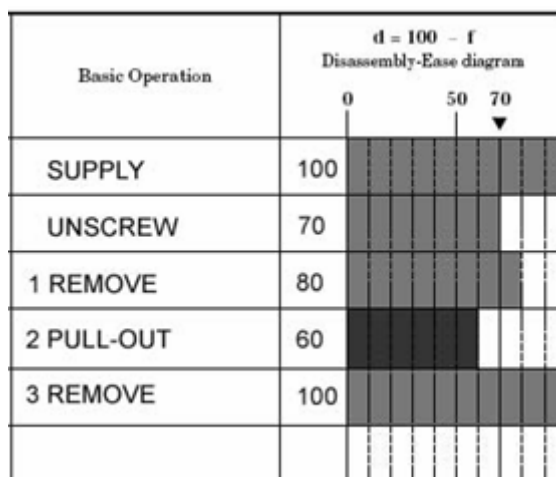 d = 100 - f
Basic Operation
Disassembly-Ease diagram
0 50 70
SUPPLY 100
UNSCREW 70
1 REMOVE 80
2 PULL-OUT 60
3 REMOVE 100